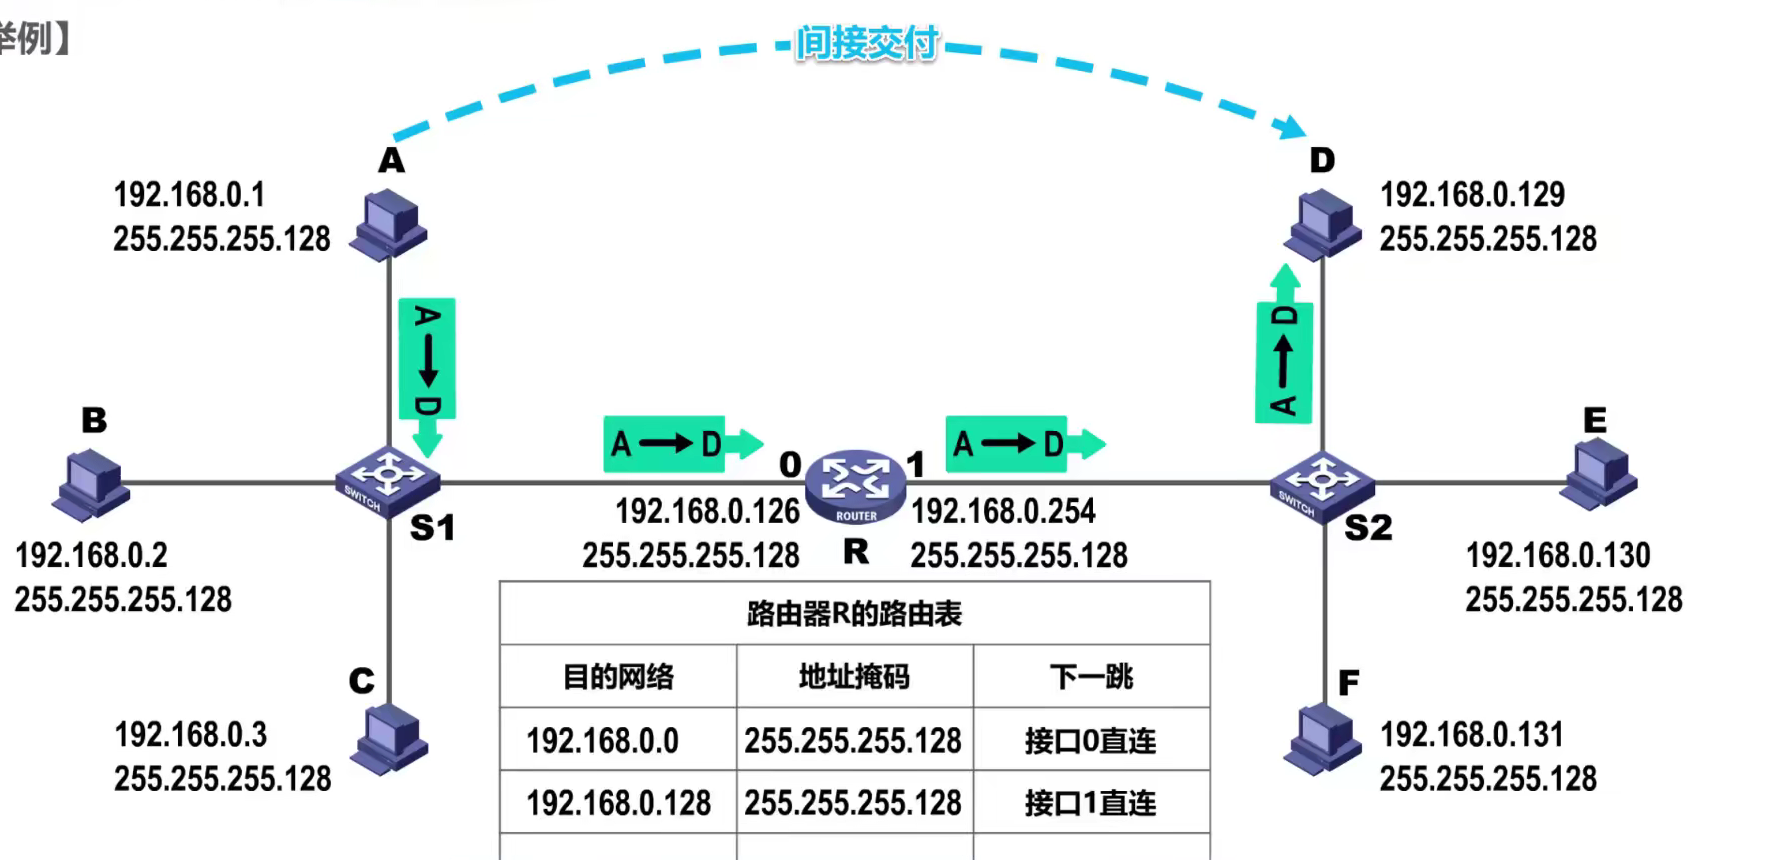 举例】
间接交付
A
D
192.168.0.1
255.255.255.128
192.168.0.129
255.255.255.128
A → D
A → D
B
E
A → D
A → D
0
1
SWITCH
ROUTER
SWITCH
S1
R
S2
192.168.0.126
255.255.255.128
192.168.0.254
255.255.255.128
192.168.0.2
255.255.255.128
192.168.0.130
255.255.255.128
路由器R的路由表
目的网络 地址掩码 下一跳
192.168.0.0 255.255.255.128 接口0直连
192.168.0.128 255.255.255.128 接口1直连
C
F
192.168.0.3
255.255.255.128
192.168.0.131
255.255.255.128